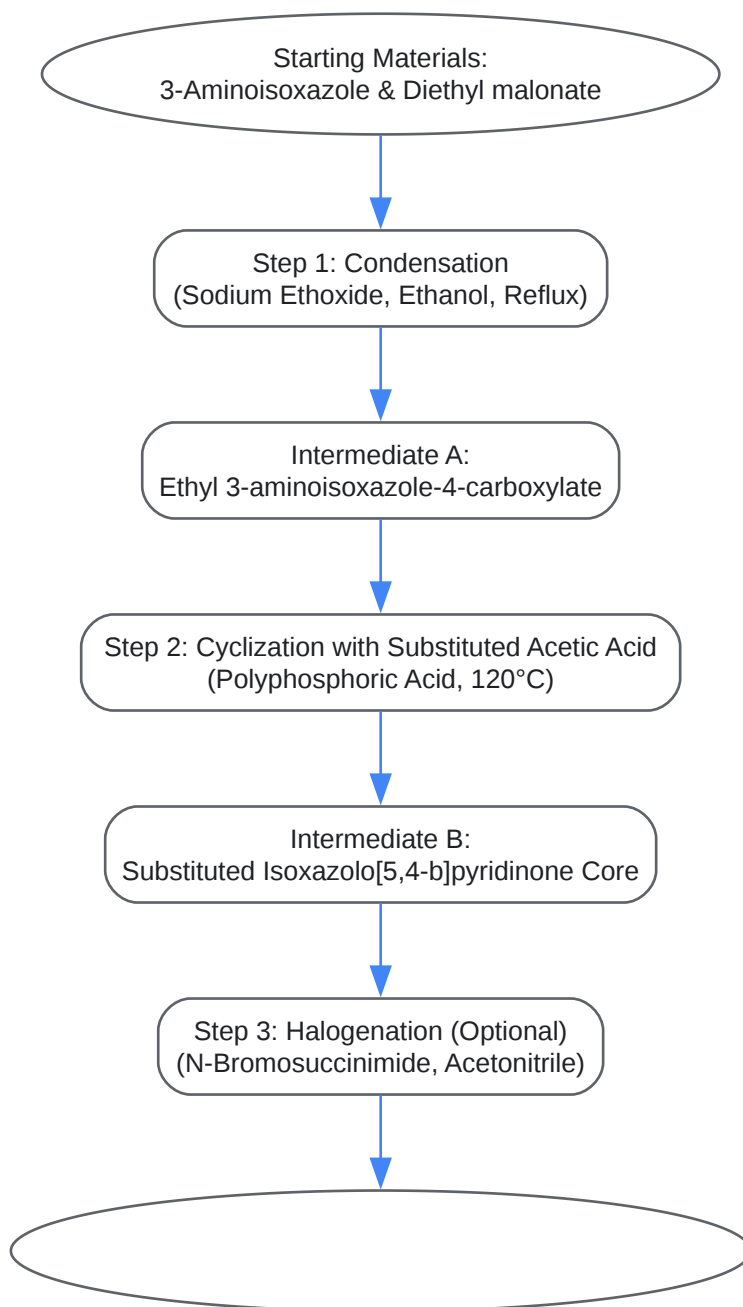 Starting Materials:
3-Aminoisoxazole & Diethyl malonate
Step 1: Condensation
(Sodium Ethoxide, Ethanol, Reflux)
Intermediate A:
Ethyl 3-aminoisoxazole-4-carboxylate
Step 2: Cyclization with Substituted Acetic Acid
(Polyphosphoric Acid, 120°C)
Intermediate B:
Substituted Isoxazolo[5,4-b]pyridinone Core
Step 3: Halogenation (Optional)
(N-Bromosuccinimide, Acetonitrile)